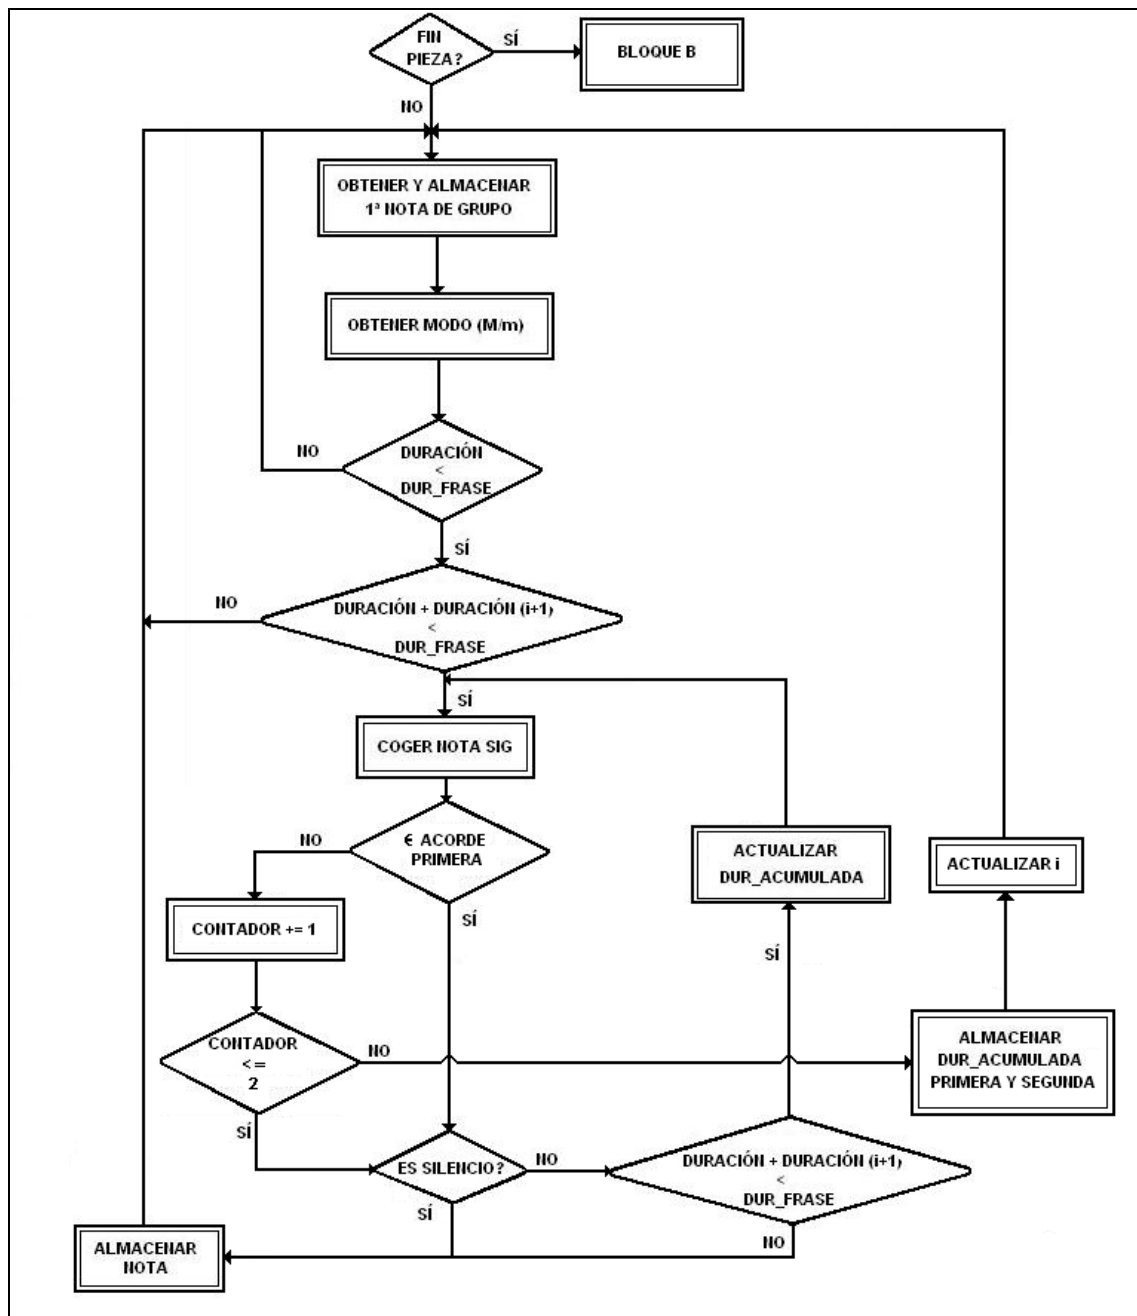 FIN
PIEZA?
SÍ
BLOQUE B
NO
OBTENER Y ALMACENAR
1ª NOTA DE GRUPO
OBTENER MODO (M/m)
NO
DURACIÓN
<
DUR_FRASE
SÍ
NO
DURACIÓN + DURACIÓN (i+1)
<
DUR_FRASE
SÍ
COGER NOTA SIG
NO
€ ACORDE
PRIMERA
ACTUALIZAR
DUR_ACUMULADA
ACTUALIZAR i
SÍ
CONTADOR += 1
SÍ
CONTADOR
<=
2
NO
ALMACENAR
DUR_ACUMULADA
PRIMERA Y SEGUNDA
SÍ
ES SILENCIO?
NO
DURACIÓN + DURACIÓN (i+1)
<
DUR_FRASE
SÍ
NO
ALMACENAR
NOTA